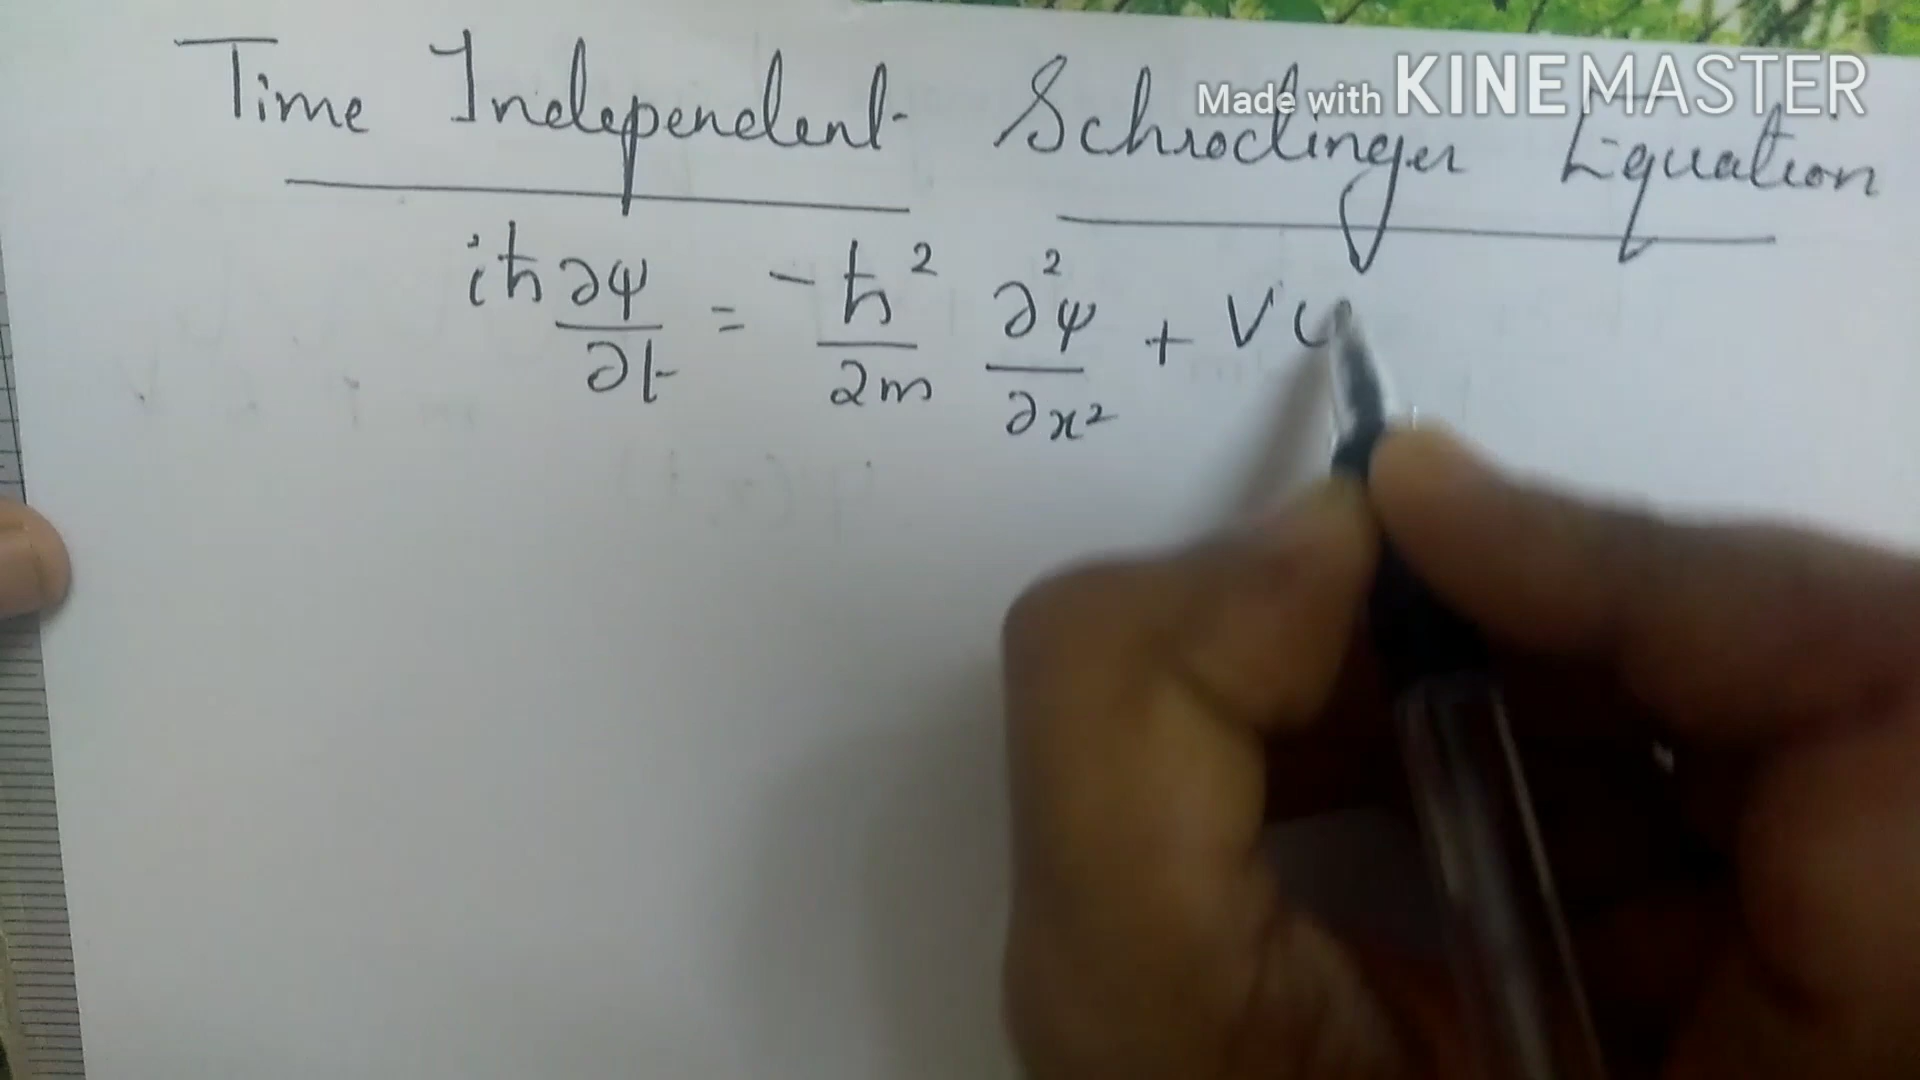 Made with KINEMASTER
Time Independent Schrodinger Equation
iħ ∂ψ/∂t = -ħ²/2m ∂²ψ/∂x² + V